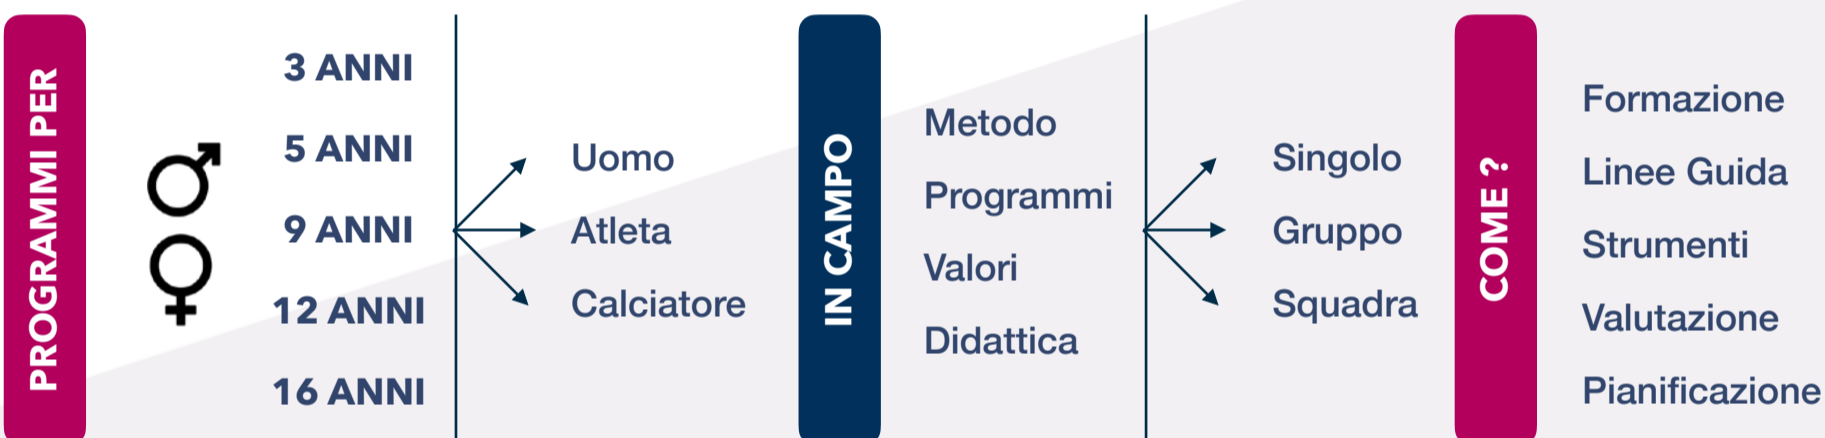 PROGRAMMI PER
3 ANNI
5 ANNI
9 ANNI
12 ANNI
16 ANNI
Uomo
Atleta
Calciatore
IN CAMPO
Metodo
Programmi
Valori
Didattica
Singolo
Gruppo
Squadra
COME ?
Formazione
Linee Guida
Strumenti
Valutazione
Pianificazione